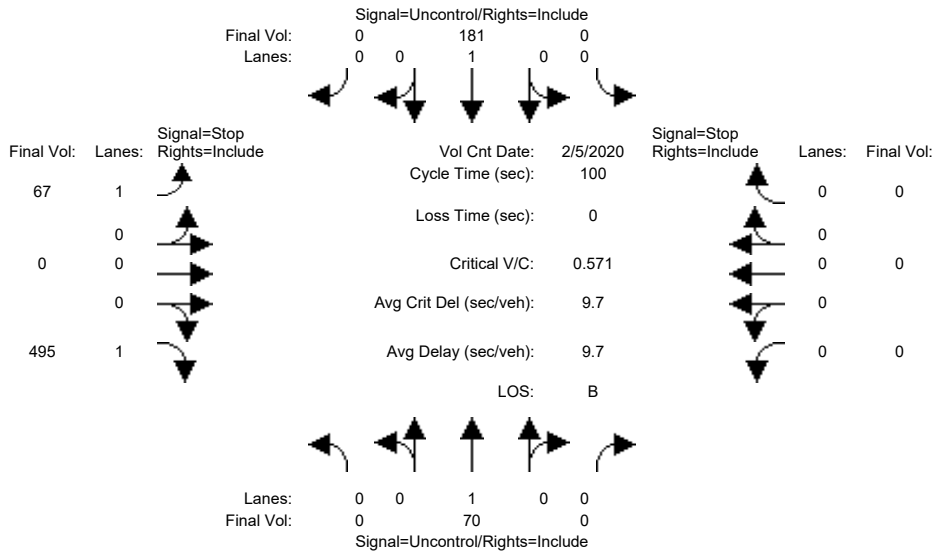 Signal=Uncontrol/Rights=Include
Final Vol: 0 181 0
Lanes: 0 0 1 0 0
Signal=Stop Signal=Stop
Final Vol: Lanes: Rights=Include Vol Cnt Date: 2/5/2020 Rights=Include Lanes: Final Vol:
Cycle Time (sec): 100
67 1 0 0
Loss Time (sec): 0
0 0
0 0 Critical V/C: 0.571 0 0
0 Avg Crit Del (sec/veh): 9.7 0
495 1 Avg Delay (sec/veh): 9.7 0 0
LOS: B
Lanes: 0 0 1 0 0
Final Vol: 0 70 0
Signal=Uncontrol/Rights=Include